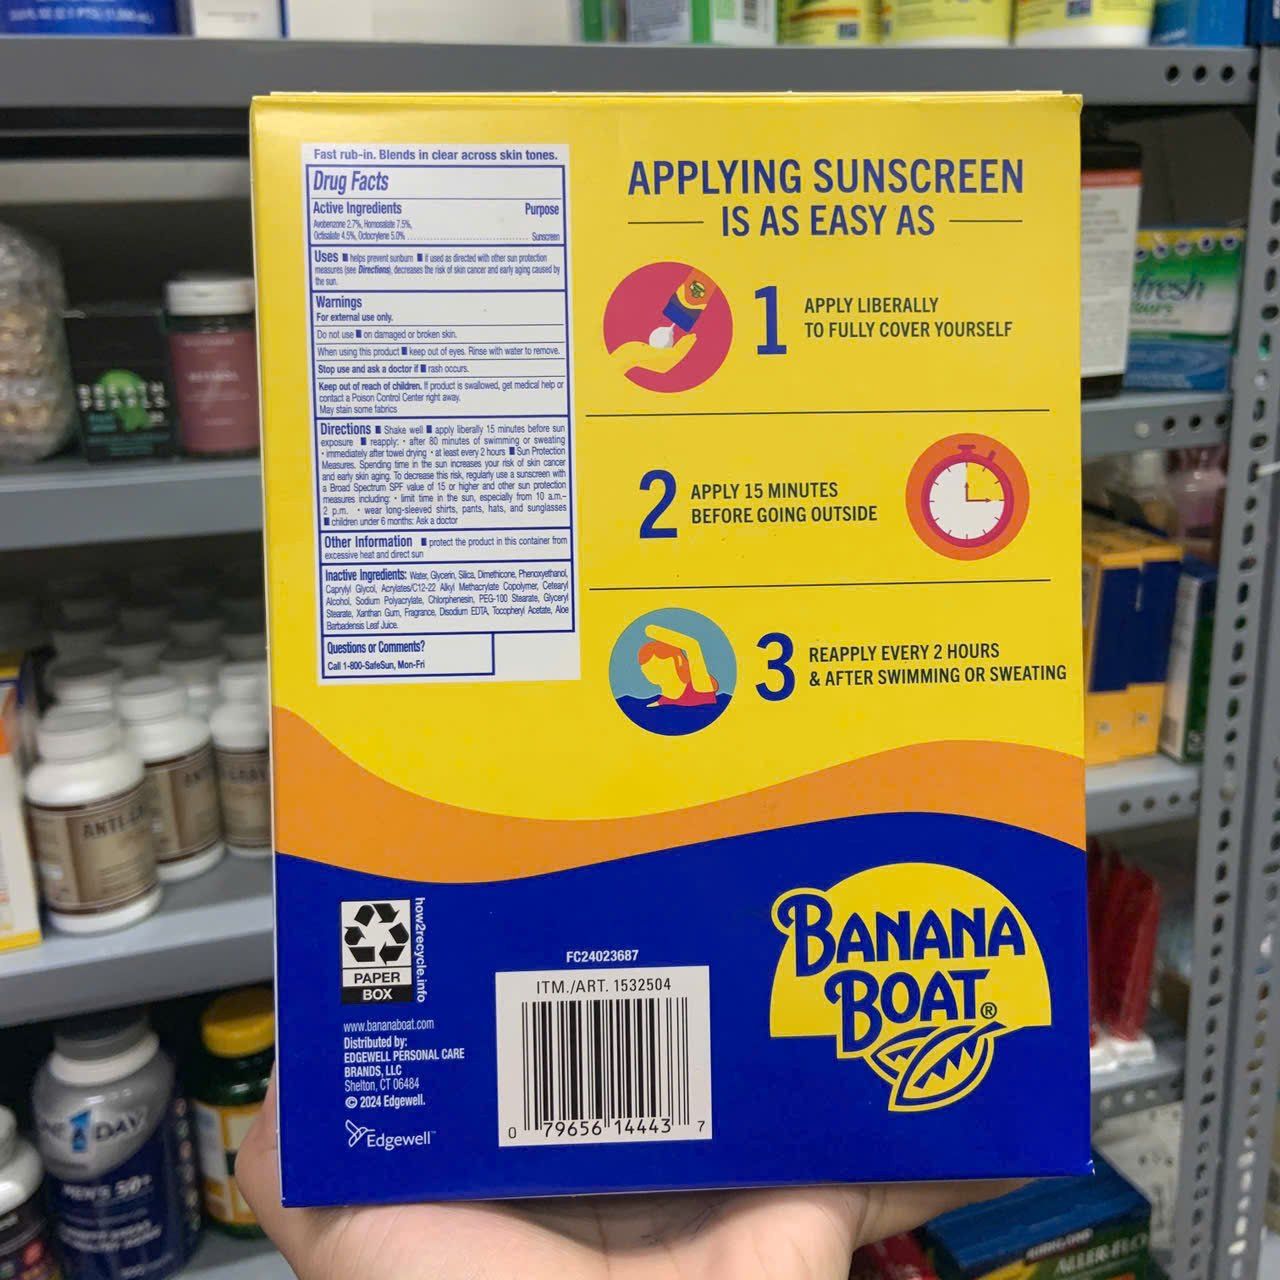 Fast rub-in. Blends in clear across skin tones.
Drug Facts
Active Ingredients Purpose
Avobenzone 2.7%, Homosalate 7.5%,
Octisalate 4.5%, Octocrylene 5.0% Sunscreen
Uses ■ helps prevent sunburn ■ if used as directed with other sun protection
measures (see Directions), decreases the risk of skin cancer and early aging caused by
the sun.
Warnings
For external use only.
Do not use ■ on damaged or broken skin.
When using this product ■ keep out of eyes. Rinse with water to remove.
Stop use and ask a doctor if ■ rash occurs.
Keep out of reach of children. If product is swallowed, get medical help or
contact a Poison Control Center right away.
May stain some fabrics
Directions ■ Shake well ■ apply liberally 15 minutes before sun
exposure ■ reapply: • after 80 minutes of swimming or sweating
• immediately after towel drying • at least every 2 hours ■ Sun Protection
Measures. Spending time in the sun increases your risk of skin cancer
and early skin aging. To decrease this risk, regularly use a sunscreen with
a Broad Spectrum SPF value of 15 or higher and other sun protection
measures including: • limit time in the sun, especially from 10 a.m.–
2 p.m. • wear long-sleeved shirts, pants, hats, and sunglasses
■ children under 6 months: Ask a doctor
Other Information ■ protect the product in this container from
excessive heat and direct sun
Inactive Ingredients: Water, Glycerin, Silica, Dimethicone, Phenoxyethanol,
Caprylyl Glycol, Acrylates/C12-22 Alkyl Methacrylate Copolymer, Cetearyl
Alcohol, Sodium Polyacrylate, Chlorphenesin, PEG-100 Stearate, Glyceryl
Stearate, Xanthan Gum, Fragrance, Disodium EDTA, Tocopheryl Acetate, Aloe
Barbadensis Leaf Juice.
Questions or Comments?
Call 1-800-SafeSun, Mon-Fri
APPLYING SUNSCREEN
IS AS EASY AS
1 APPLY LIBERALLY
TO FULLY COVER YOURSELF
2 APPLY 15 MINUTES
BEFORE GOING OUTSIDE
3 REAPPLY EVERY 2 HOURS
& AFTER SWIMMING OR SWEATING
PAPER
BOX
how2recycle.info
www.bananaboat.com
Distributed by:
EDGEWELL PERSONAL CARE
BRANDS, LLC
Shelton, CT 06484
© 2024 Edgewell.
Edgewell™
FC24023687
ITM./ART. 1532504
0 79656 14443 7
BANANA
BOAT®
fresh
DAY
MEN'S 50+
ALLER-FLO